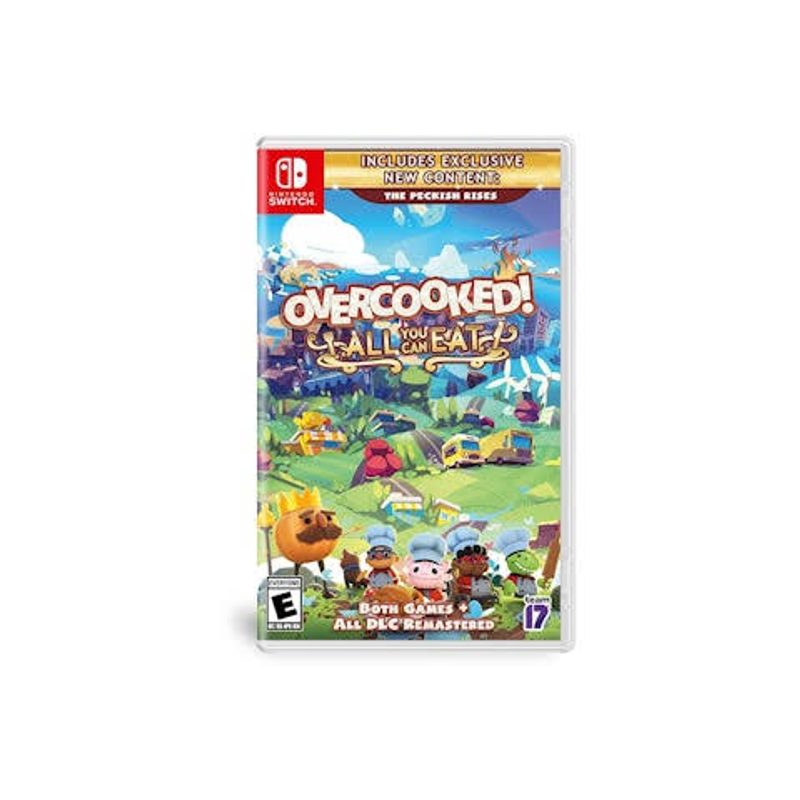 INCLUDES EXCLUSIVE
NEW CONTENT:
THE PECKISH RISES
NINTENDO
SWITCH.
OVERCOOKED!
ALL YOU CAN EAT
EVERYONE
E
ESRB
BOTH GAMES +
ALL DLC REMASTERED
team
17